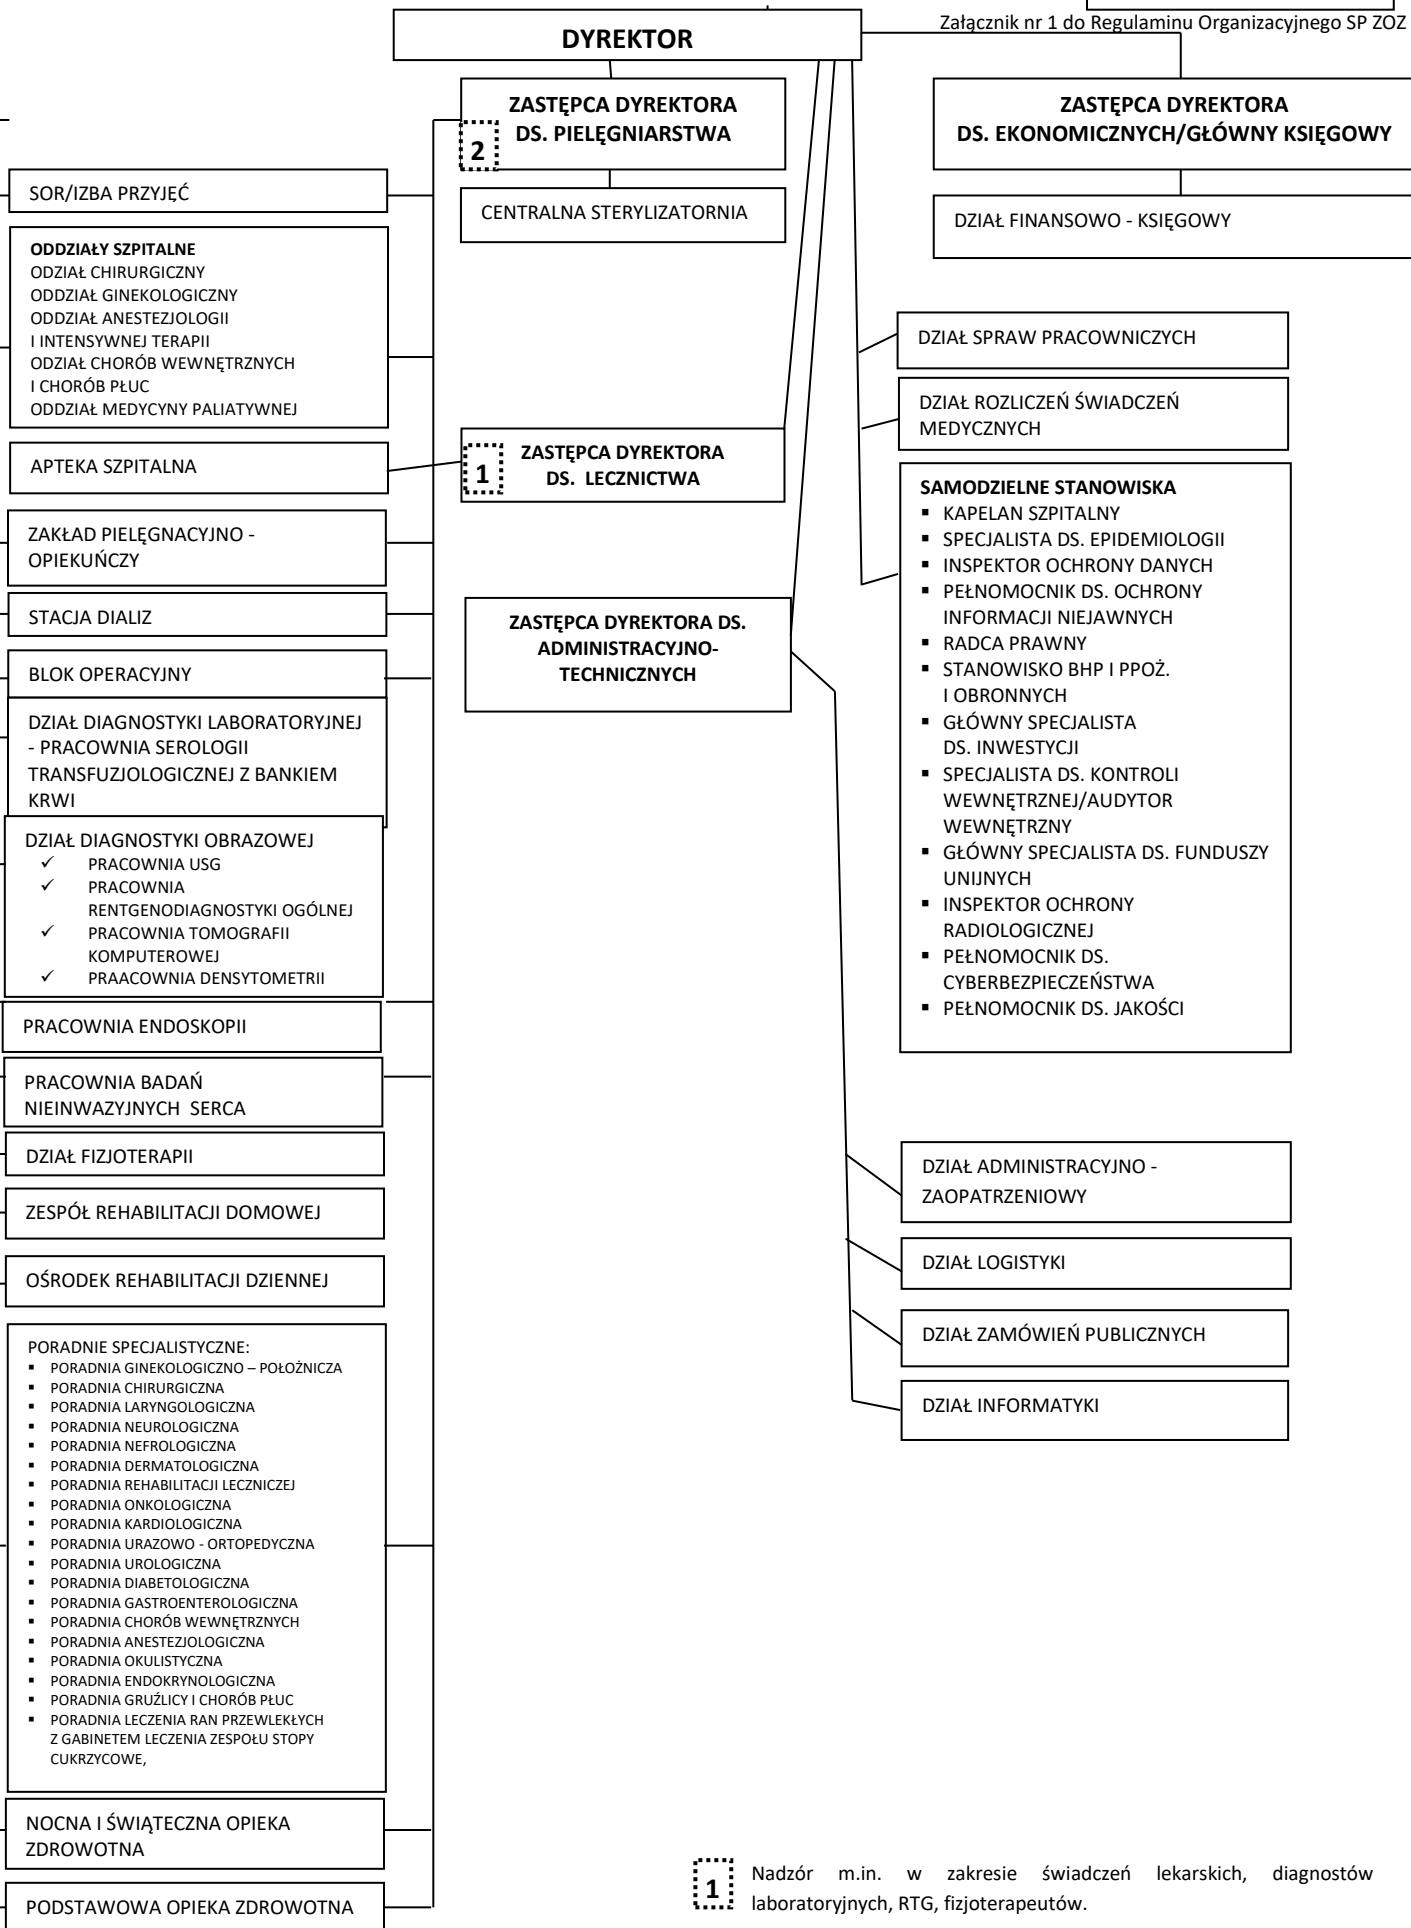 Załącznik nr 1 do Regulaminu Organizacyjnego SP ZOZ
DYREKTOR
ZASTĘPCA DYREKTORA
DS. PIELĘGNIARSTWA
2
ZASTĘPCA DYREKTORA
DS. EKONOMICZNYCH/GŁÓWNY KSIĘGOWY
CENTRALNA STERYLIZATORNIA
DZIAŁ FINANSOWO - KSIĘGOWY
SOR/IZBA PRZYJĘĆ
ODDZIAŁY SZPITALNE
ODZIAŁ CHIRURGICZNY
ODDZIAŁ GINEKOLOGICZNY
ODDZIAŁ ANESTEZJOLOGII
I INTENSYWNEJ TERAPII
ODZIAŁ CHORÓB WEWNĘTRZNYCH
I CHORÓB PŁUC
ODDZIAŁ MEDYCYNY PALIATYWNEJ
APTEKA SZPITALNA
ZAKŁAD PIELĘGNACYJNO -
OPIEKUŃCZY
STACJA DIALIZ
BLOK OPERACYJNY
DZIAŁ DIAGNOSTYKI LABORATORYJNEJ
- PRACOWNIA SEROLOGII
TRANSFUZJOLOGICZNEJ Z BANKIEM
KRWI
DZIAŁ DIAGNOSTYKI OBRAZOWEJ
✓ PRACOWNIA USG
✓ PRACOWNIA
RENTGENODIAGNOSTYKI OGÓLNEJ
✓ PRACOWNIA TOMOGRAFII
KOMPUTEROWEJ
✓ PRAACOWNIA DENSYTOMETRII
PRACOWNIA ENDOSKOPII
PRACOWNIA BADAŃ
NIEINWAZYJNYCH SERCA
DZIAŁ FIZJOTERAPII
ZESPÓŁ REHABILITACJI DOMOWEJ
OŚRODEK REHABILITACJI DZIENNEJ
PORADNIE SPECJALISTYCZNE:
▪ PORADNIA GINEKOLOGICZNO – POŁOŻNICZA
▪ PORADNIA CHIRURGICZNA
▪ PORADNIA LARYNGOLOGICZNA
▪ PORADNIA NEUROLOGICZNA
▪ PORADNIA NEFROLOGICZNA
▪ PORADNIA DERMATOLOGICZNA
▪ PORADNIA REHABILITACJI LECZNICZEJ
▪ PORADNIA ONKOLOGICZNA
▪ PORADNIA KARDIOLOGICZNA
▪ PORADNIA URAZOWO - ORTOPEDYCZNA
▪ PORADNIA UROLOGICZNA
▪ PORADNIA DIABETOLOGICZNA
▪ PORADNIA GASTROENTEROLOGICZNA
▪ PORADNIA CHORÓB WEWNĘTRZNYCH
▪ PORADNIA ANESTEZJOLOGICZNA
▪ PORADNIA OKULISTYCZNA
▪ PORADNIA ENDOKRYNOLOGICZNA
▪ PORADNIA GRUŹLICY I CHORÓB PŁUC
▪ PORADNIA LECZENIA RAN PRZEWLEKŁYCH
Z GABINETEM LECZENIA ZESPOŁU STOPY
CUKRZYCOWE,
NOCNA I ŚWIĄTECZNA OPIEKA
ZDROWOTNA
PODSTAWOWA OPIEKA ZDROWOTNA
1
ZASTĘPCA DYREKTORA
DS. LECZNICTWA
ZASTĘPCA DYREKTORA DS.
ADMINISTRACYJNO-
TECHNICZNYCH
DZIAŁ SPRAW PRACOWNICZYCH
DZIAŁ ROZLICZEŃ ŚWIADCZEŃ
MEDYCZNYCH
SAMODZIELNE STANOWISKA
▪ KAPELAN SZPITALNY
▪ SPECJALISTA DS. EPIDEMIOLOGII
▪ INSPEKTOR OCHRONY DANYCH
▪ PEŁNOMOCNIK DS. OCHRONY
INFORMACJI NIEJAWNYCH
▪ RADCA PRAWNY
▪ STANOWISKO BHP I PPOŻ.
I OBRONNYCH
▪ GŁÓWNY SPECJALISTA
DS. INWESTYCJI
▪ SPECJALISTA DS. KONTROLI
WEWNĘTRZNEJ/AUDYTOR
WEWNĘTRZNY
▪ GŁÓWNY SPECJALISTA DS. FUNDUSZY
UNIJNYCH
▪ INSPEKTOR OCHRONY
RADIOLOGICZNEJ
▪ PEŁNOMOCNIK DS.
CYBERBEZPIECZEŃSTWA
▪ PEŁNOMOCNIK DS. JAKOŚCI
DZIAŁ ADMINISTRACYJNO -
ZAOPATRZENIOWY
DZIAŁ LOGISTYKI
DZIAŁ ZAMÓWIEŃ PUBLICZNYCH
DZIAŁ INFORMATYKI
1 Nadzór m.in. w zakresie świadczeń lekarskich, diagnostów
laboratoryjnych, RTG, fizjoterapeutów.